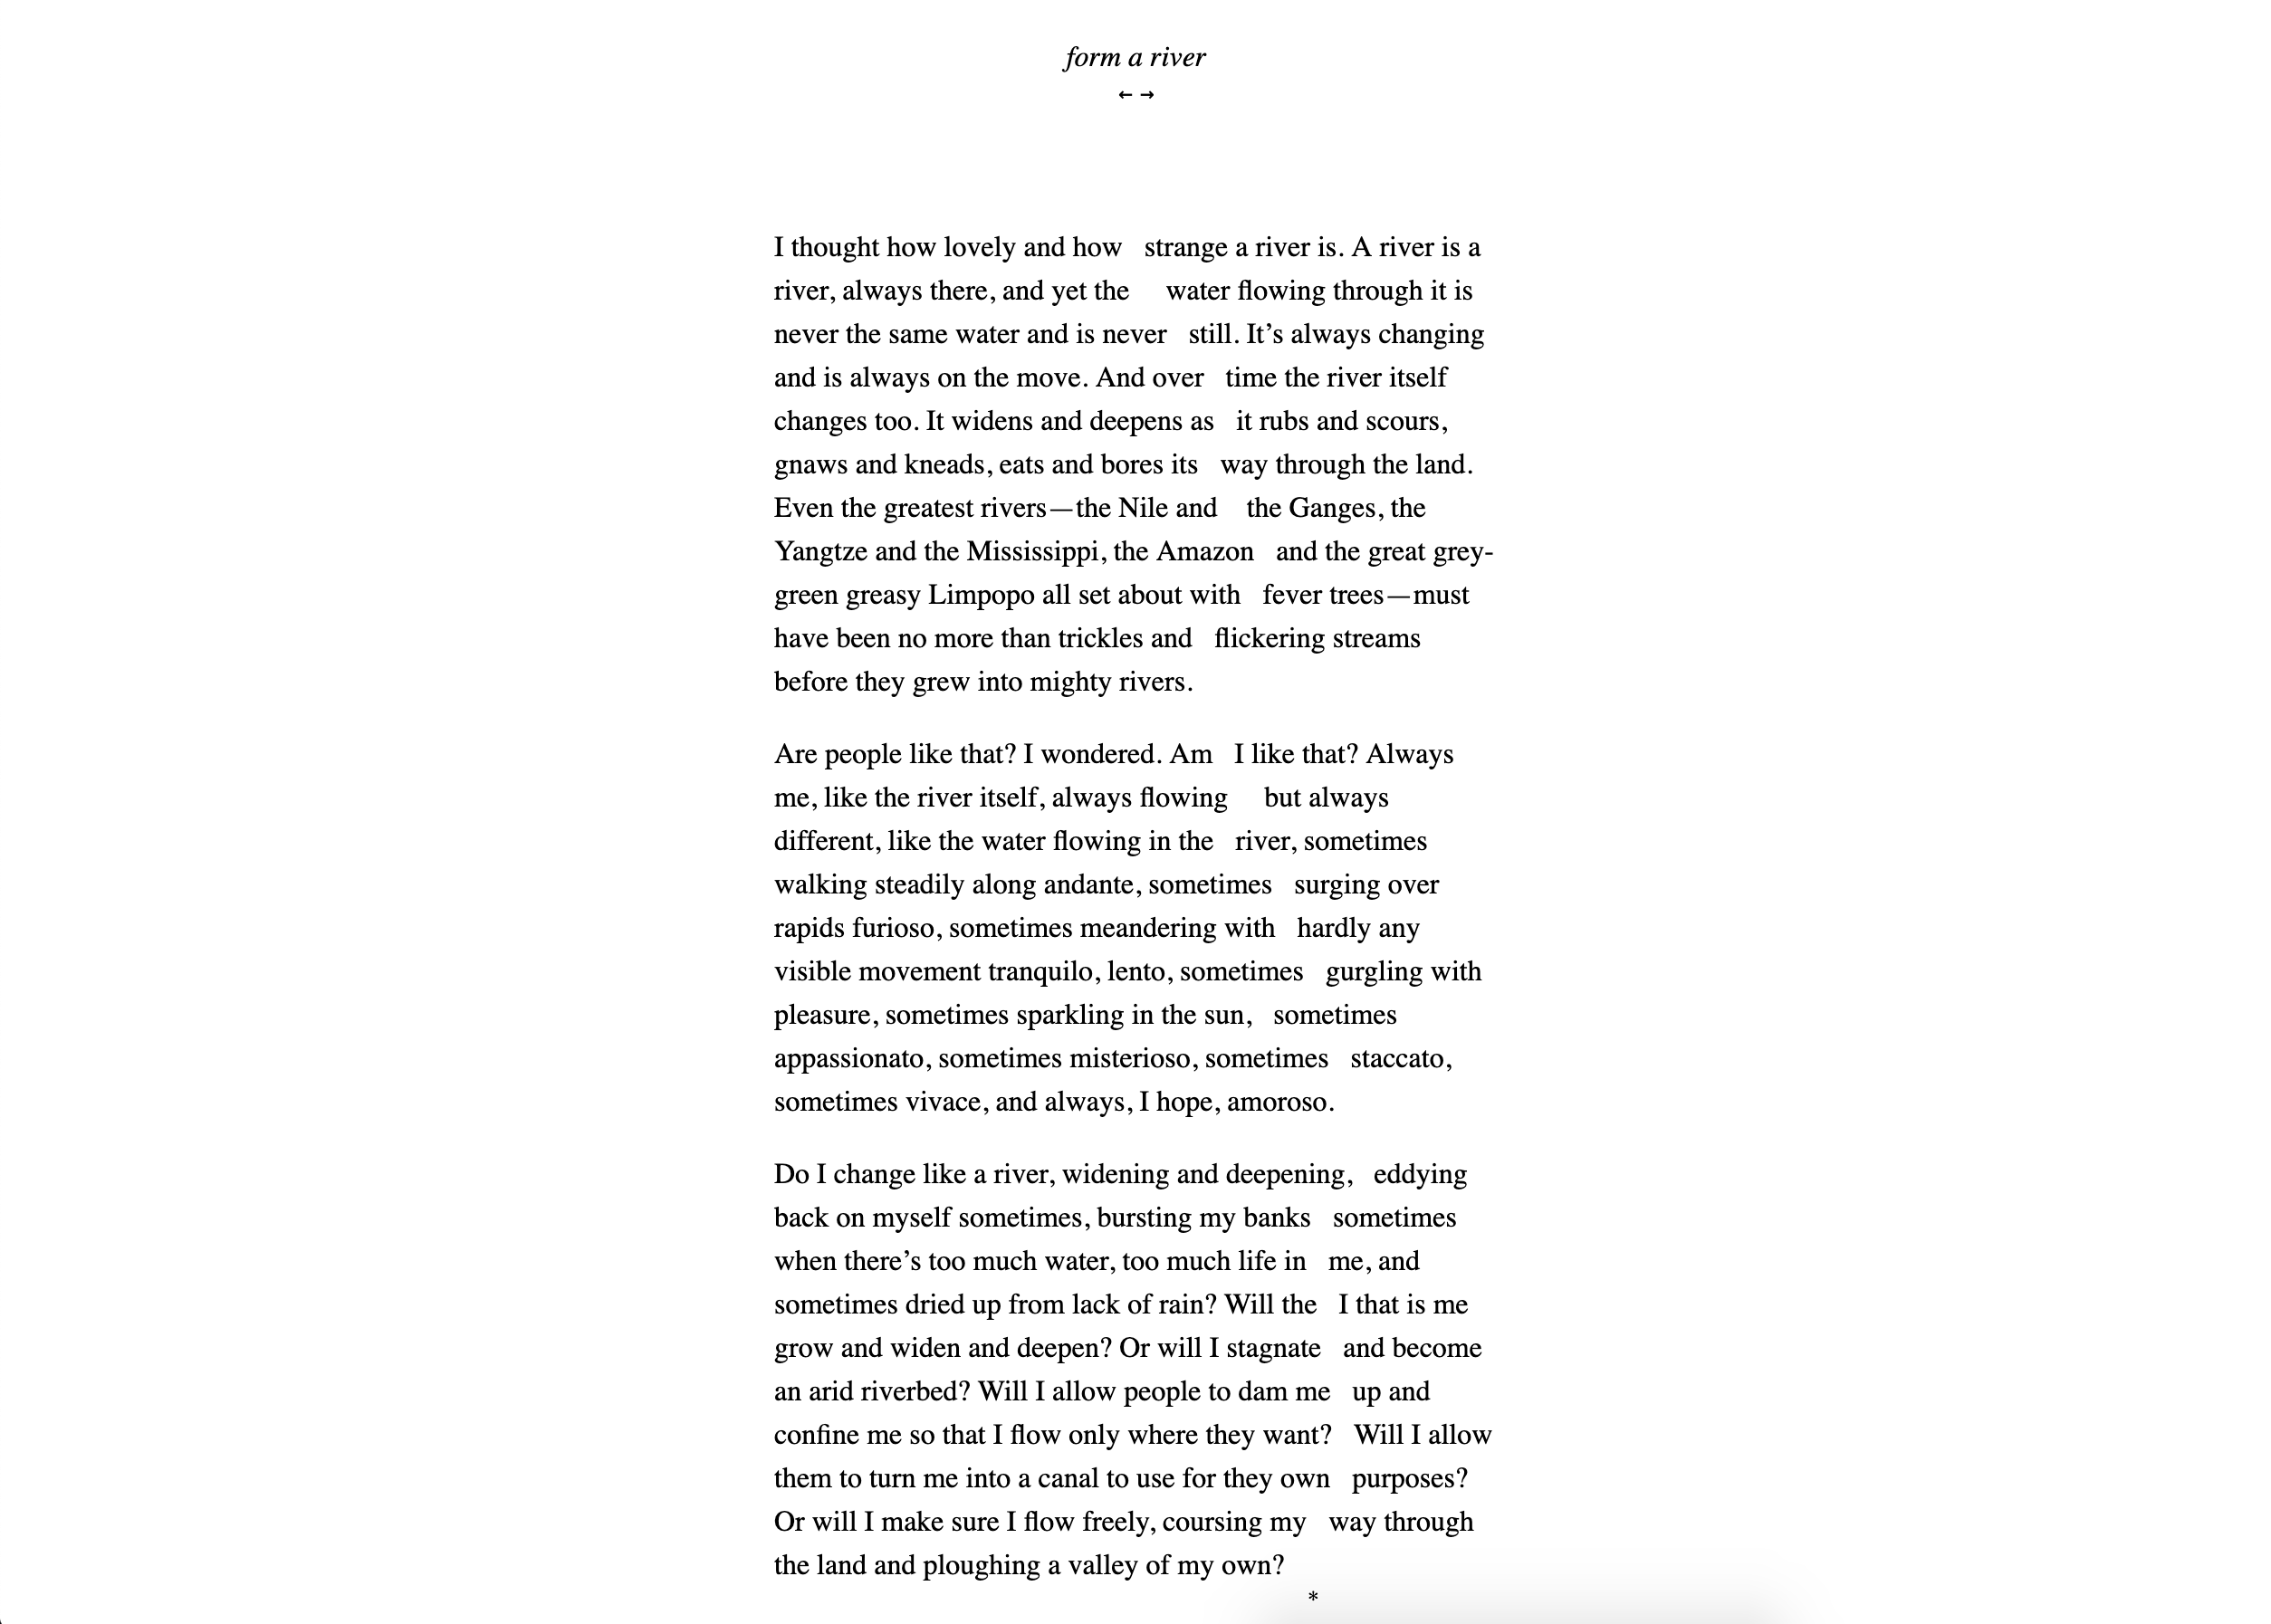 form a river
← →
I thought how lovely and how   strange a river is. A river is a
river, always there, and yet the     water flowing through it is
never the same water and is never   still. It’s always changing
and is always on the move. And over   time the river itself
changes too. It widens and deepens as   it rubs and scours,
gnaws and kneads, eats and bores its   way through the land.
Even the greatest rivers—the Nile and    the Ganges, the
Yangtze and the Mississippi, the Amazon   and the great grey-
green greasy Limpopo all set about with   fever trees—must
have been no more than trickles and   flickering streams
before they grew into mighty rivers.
Are people like that? I wondered. Am   I like that? Always
me, like the river itself, always flowing     but always
different, like the water flowing in the   river, sometimes
walking steadily along andante, sometimes   surging over
rapids furioso, sometimes meandering with   hardly any
visible movement tranquilo, lento, sometimes   gurgling with
pleasure, sometimes sparkling in the sun,   sometimes
appassionato, sometimes misterioso, sometimes   staccato,
sometimes vivace, and always, I hope, amoroso.
Do I change like a river, widening and deepening,   eddying
back on myself sometimes, bursting my banks   sometimes
when there’s too much water, too much life in   me, and
sometimes dried up from lack of rain? Will the   I that is me
grow and widen and deepen? Or will I stagnate   and become
an arid riverbed? Will I allow people to dam me   up and
confine me so that I flow only where they want?   Will I allow
them to turn me into a canal to use for they own   purposes?
Or will I make sure I flow freely, coursing my   way through
the land and ploughing a valley of my own?
*